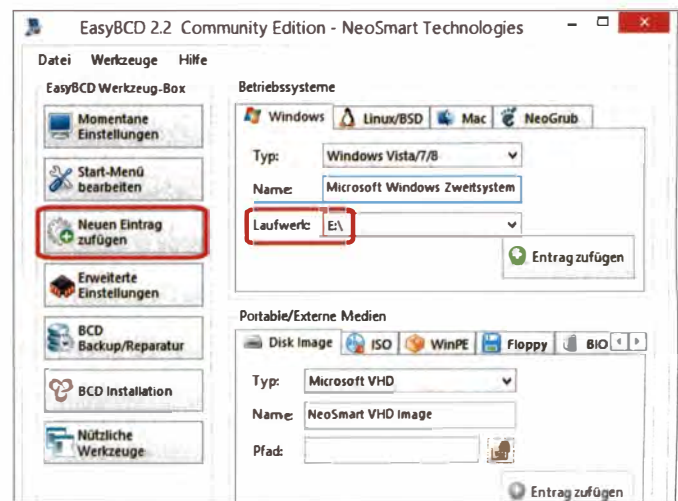 EasyBCD 2.2 Community Edition - NeoSmart Technologies
Datei Werkzeuge Hilfe
EasyBCD Werkzeug-Box
Momentane
Einstellungen
Start-Menü
bearbeiten
Neuen Eintrag
zufügen
Erweiterte
Einstellungen
BCD
Backup/Reparatur
BCD Installation
Nützliche
Werkzeuge
Betriebssysteme
Windows Linux/BSD Mac NeoGrub
Typ: Windows Vista/7/8
Name: Microsoft Windows Zweitsystem
Laufwerk: E:\
Entrag zufügen
Portable/Externe Medien
Disk Image ISO WinPE Floppy BIO
Typ: Microsoft VHD
Name: NeoSmart VHD Image
Pfad:
Entrag zufügen